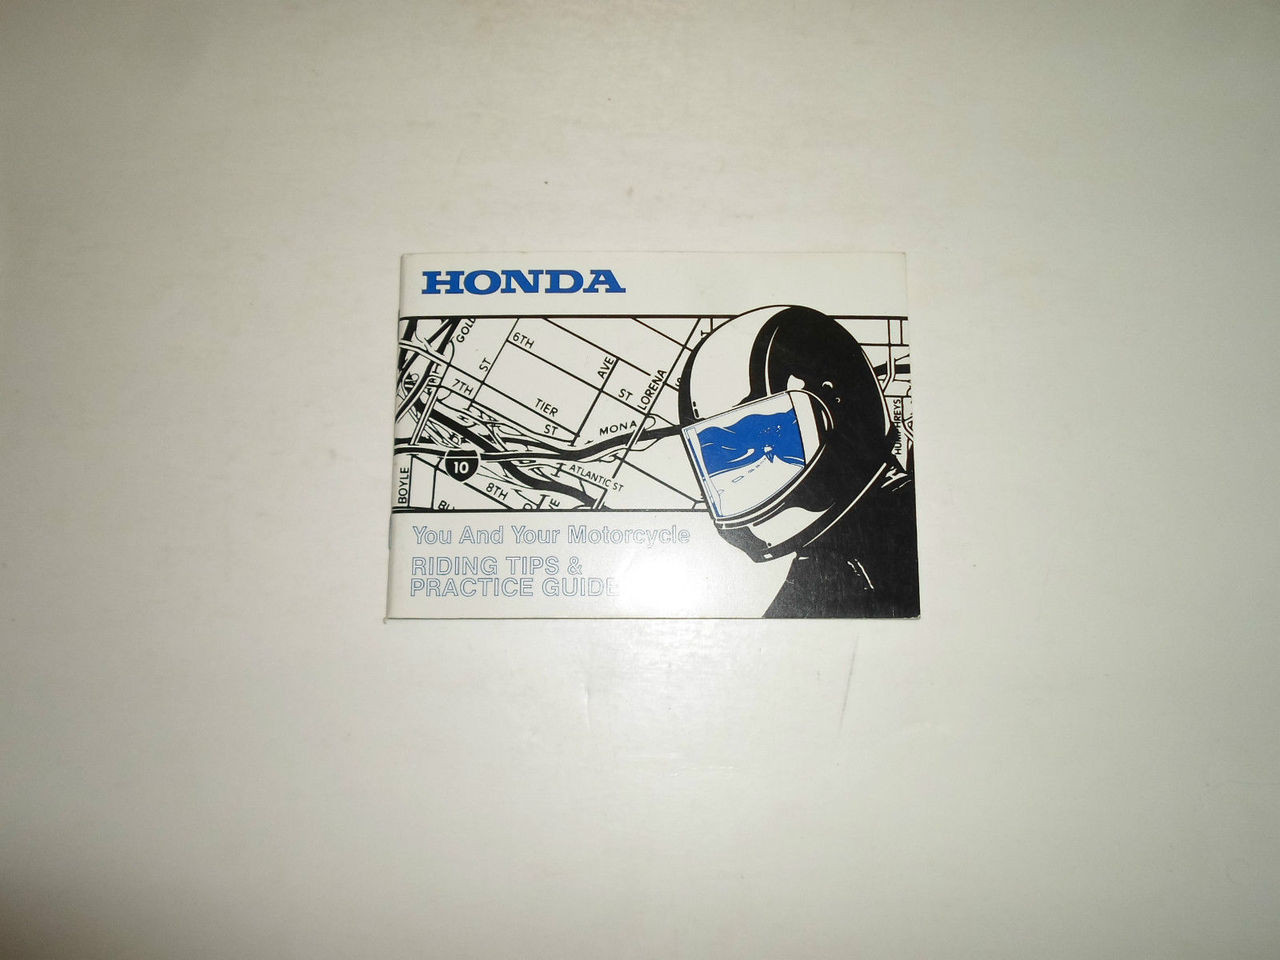 HONDA
GOLD
6TH
ST
AVE
7TH
TIER
ST
ST
LORENA
MONA
HUMPHREYS
10
ATLANTIC ST
BOYLE
8TH
You And Your Motorcycle
RIDING TIPS &
PRACTICE GUIDE